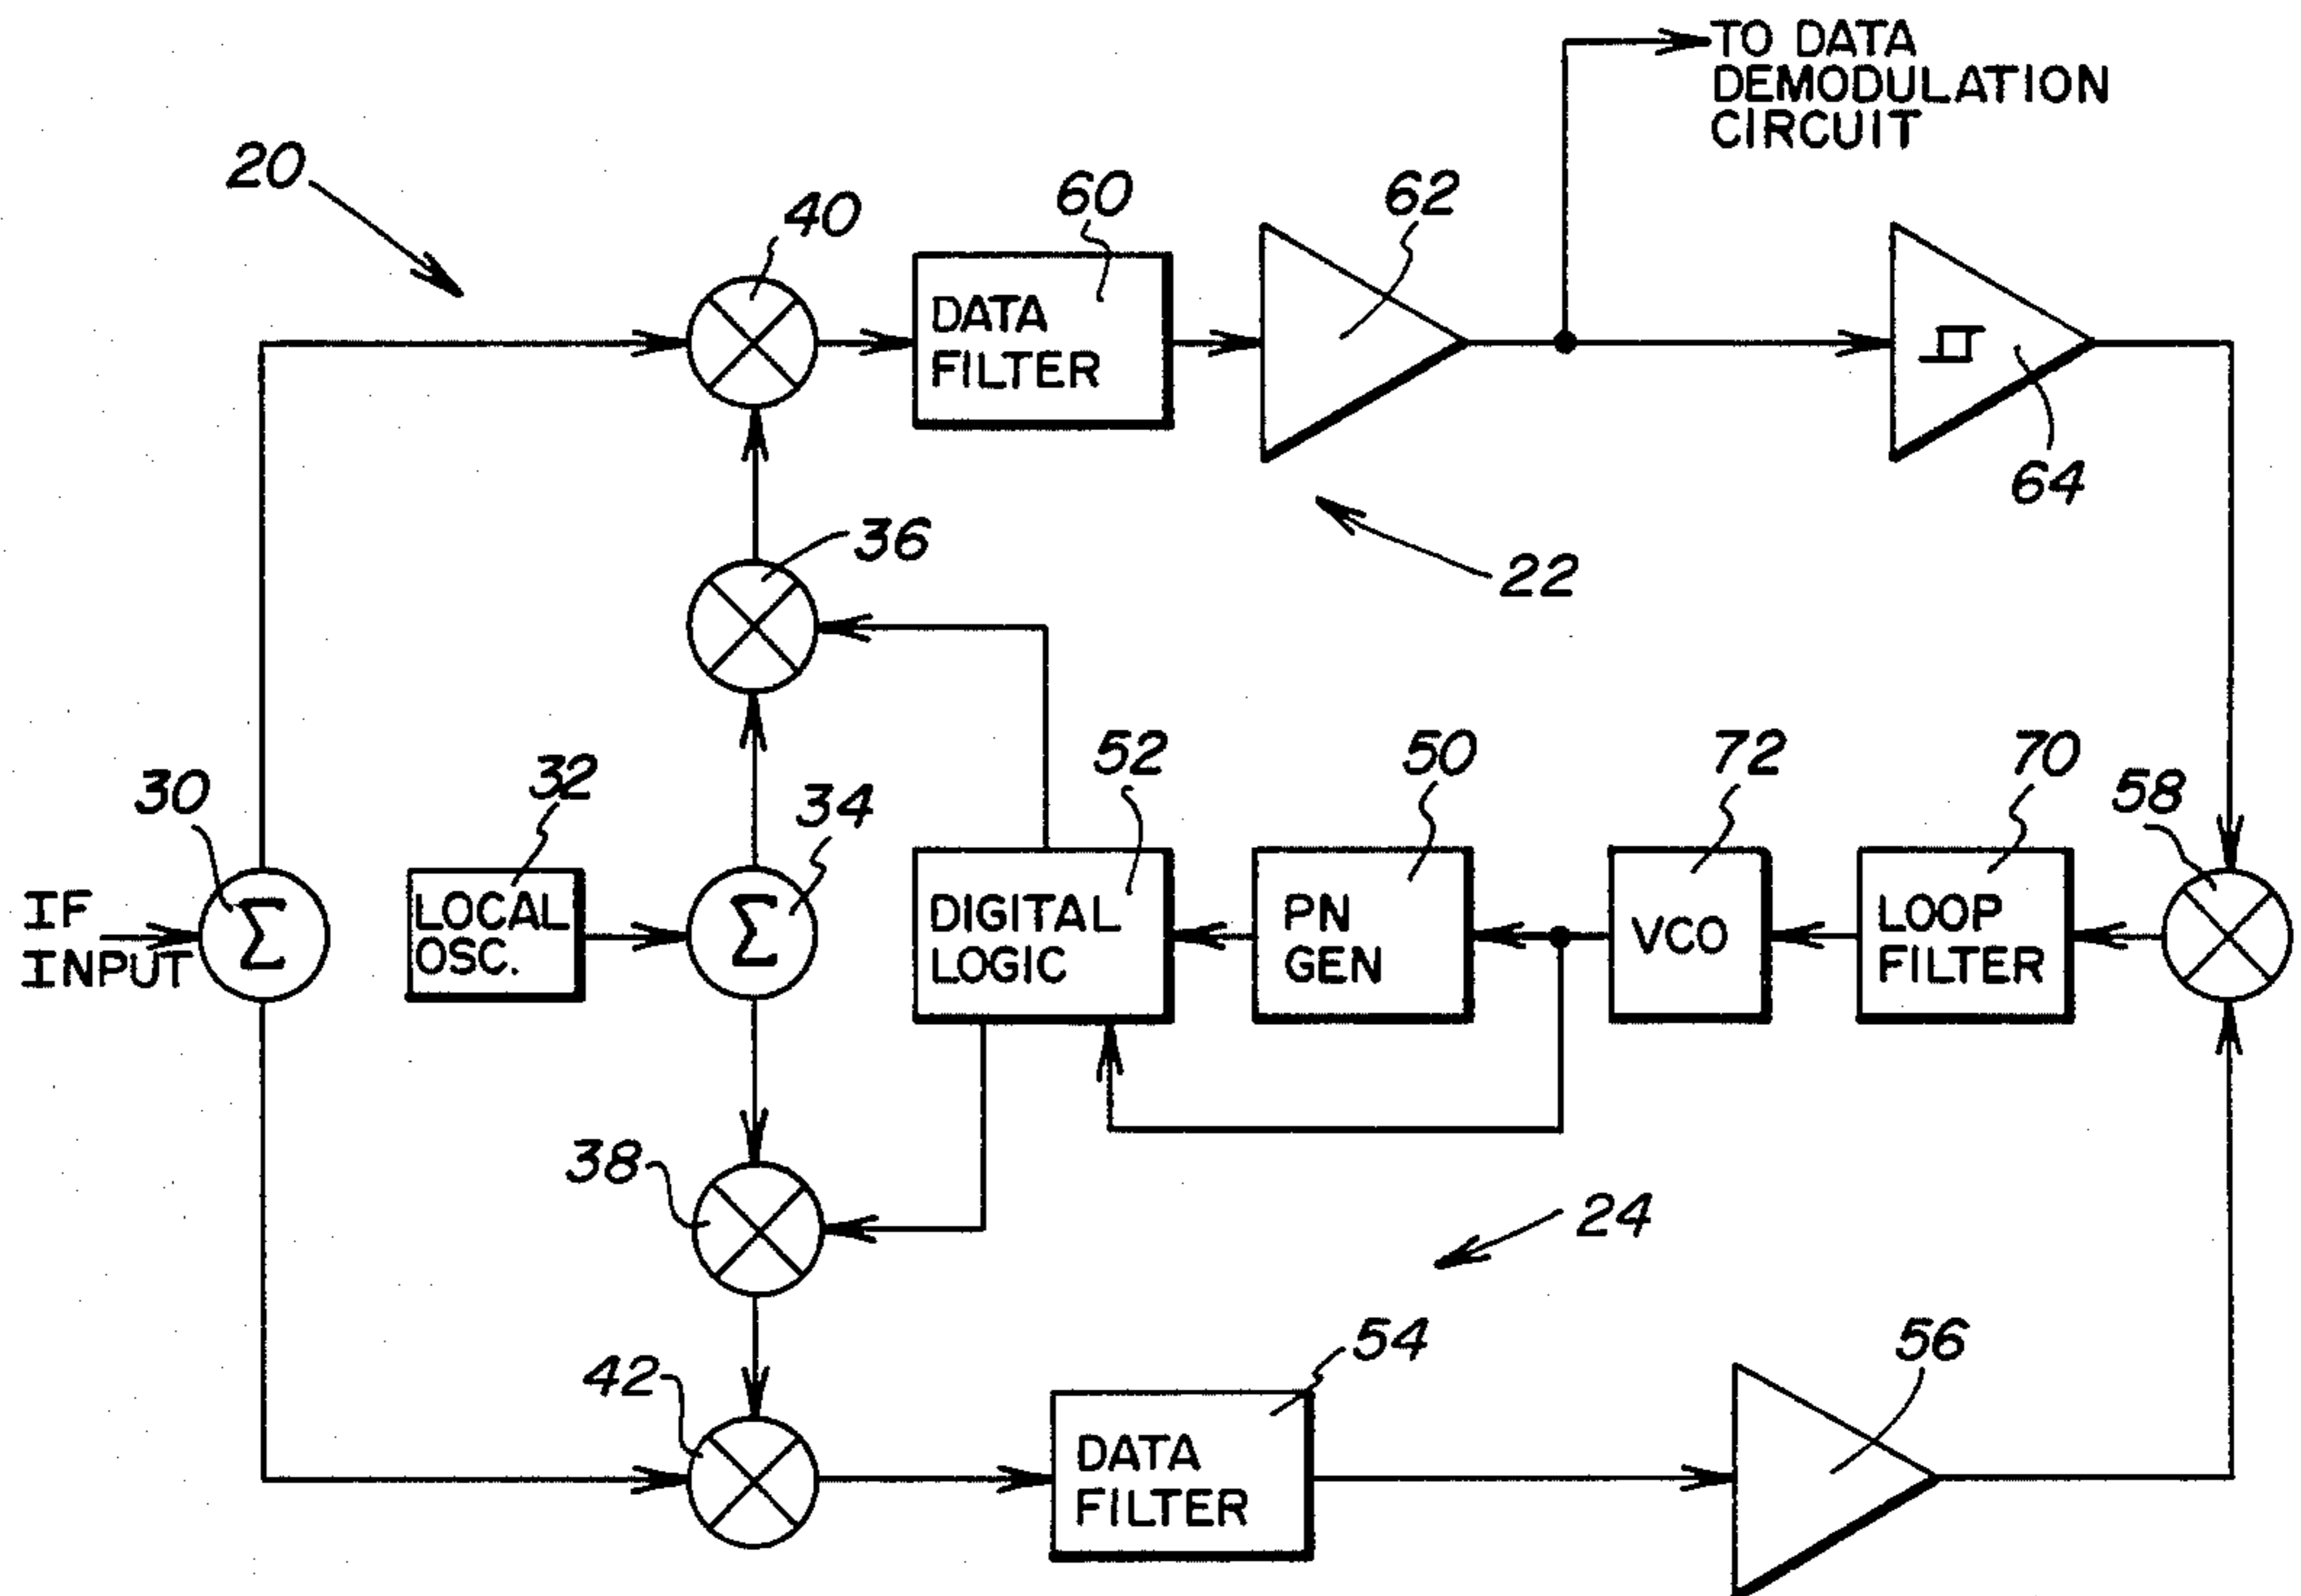 TO DATA
DEMODULATION
CIRCUIT
20
40
60
62
DATA
FILTER
64
36
22
52
50
72
70
58
30
32
34
IF
INPUT
Σ
LOCAL
OSC.
Σ
DIGITAL
LOGIC
PN
GEN
VCO
LOOP
FILTER
38
24
42
54
56
DATA
FILTER